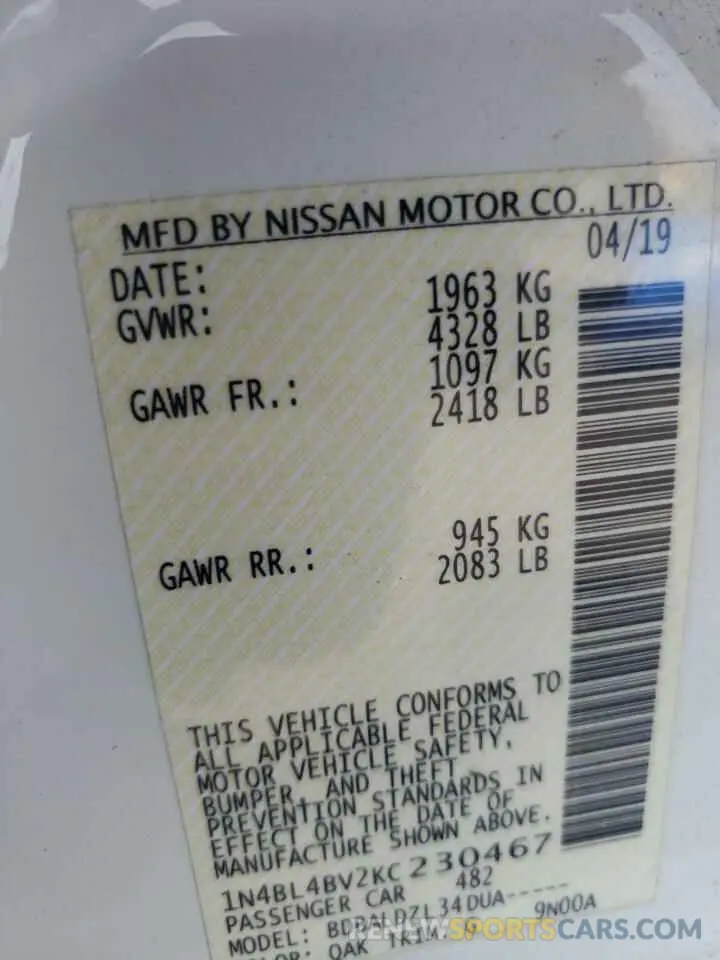 MFD BY NISSAN MOTOR CO., LTD.
DATE: 04/19
GVWR: 1963 KG
4328 LB
GAWR FR.: 1097 KG
2418 LB
GAWR RR.: 945 KG
2083 LB
THIS VEHICLE CONFORMS TO
ALL APPLICABLE FEDERAL
MOTOR VEHICLE SAFETY,
BUMPER, AND THEFT
PREVENTION STANDARDS IN
EFFECT ON THE DATE OF
MANUFACTURE SHOWN ABOVE.
1N4BL4BV2KC230467
PASSENGER CAR 482
MODEL: BDRALDZL34DUA-----
QAK TRIM: 9N00A
SPORTSCARS.COM